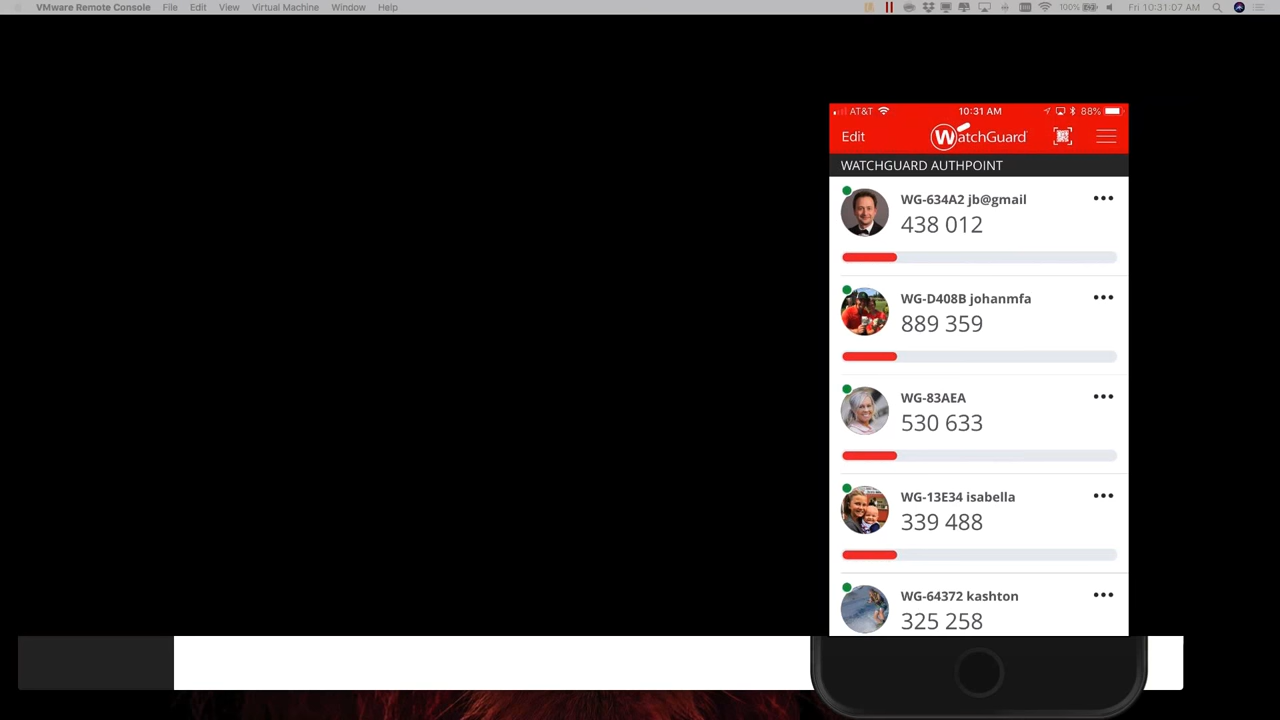 VMware Remote Console File Edit View Virtual Machine Window Help 100% Fri 10:31:07 AM
AT&T 10:31 AM 88%
Edit WatchGuard
WATCHGUARD AUTHPOINT
WG-634A2 jb@gmail
438 012
WG-D408B johanmfa
889 359
WG-83AEA
530 633
WG-13E34 isabella
339 488
WG-64372 kashton
325 258